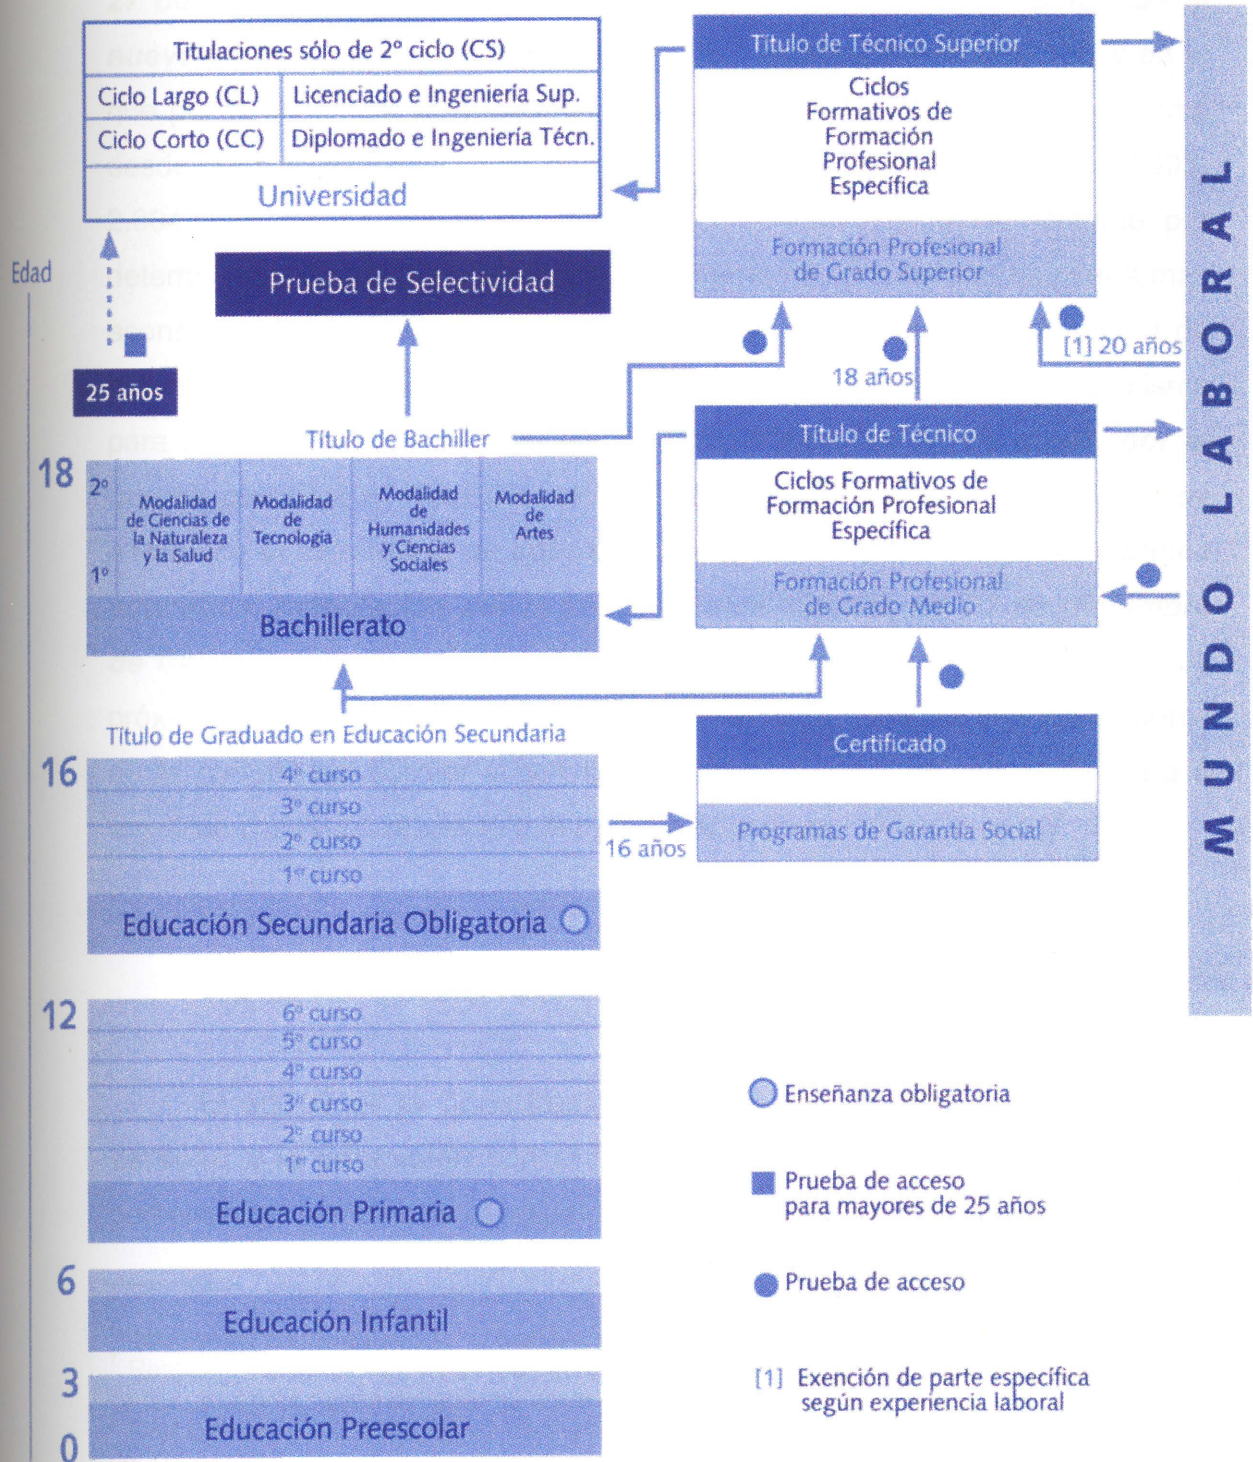 Titulaciones sólo de 2º ciclo (CS)
Ciclo Largo (CL) Licenciado e Ingeniería Sup.
Ciclo Corto (CC) Diplomado e Ingeniería Técn.
Universidad
Título de Técnico Superior
Ciclos
Formativos de
Formación
Profesional
Específica
Formación Profesional
de Grado Superior
Edad
Prueba de Selectividad
25 años
[1] 20 años
18 años
Título de Bachiller
18
2º
1º
Modalidad
de Ciencias de
la Naturaleza
y la Salud
Modalidad
de
Tecnología
Modalidad
de
Humanidades
y Ciencias
Sociales
Modalidad
de
Artes
Bachillerato
Título de Técnico
Ciclos Formativos de
Formación Profesional
Específica
Formación Profesional
de Grado Medio
Título de Graduado en Educación Secundaria
16
4º curso
3º curso
2º curso
1er curso
Educación Secundaria Obligatoria
16 años
Certificado
Programas de Garantía Social
MUNDO LABORAL
12
6º curso
5º curso
4º curso
3er curso
2º curso
1er curso
Educación Primaria
6
Educación Infantil
3
Educación Preescolar
0
Enseñanza obligatoria
Prueba de acceso
para mayores de 25 años
Prueba de acceso
[1] Exención de parte específica
según experiencia laboral